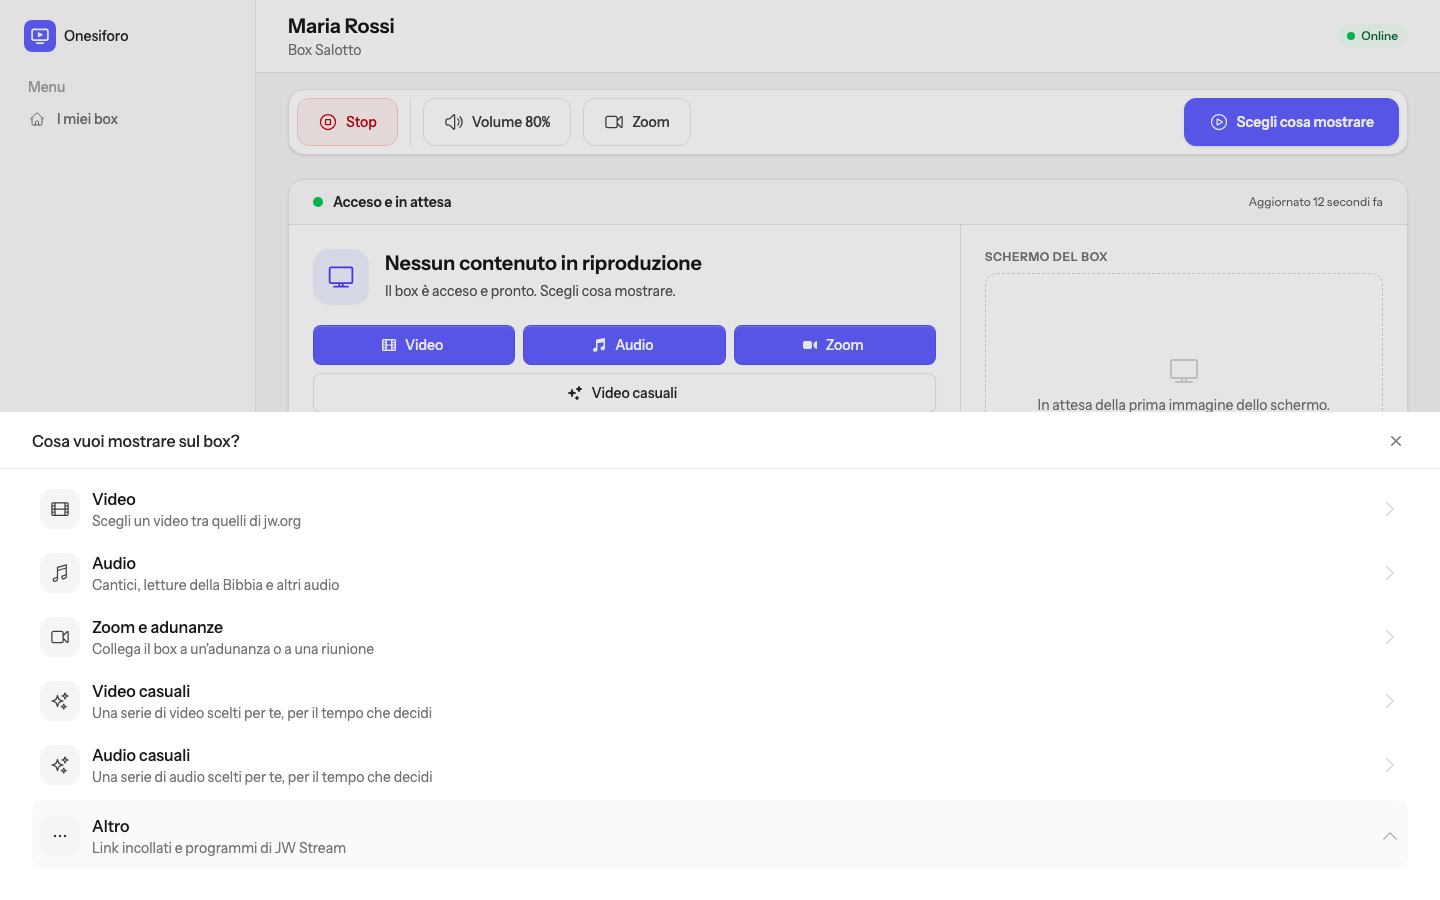 Onesiforo
Menu
I miei box
Maria Rossi
Box Salotto
Online
Stop
Volume 80%
Zoom
Scegli cosa mostrare
Acceso e in attesa
Aggiornato 12 secondi fa
Nessun contenuto in riproduzione
Il box è acceso e pronto. Scegli cosa mostrare.
Video
Audio
Zoom
Video casuali
SCHERMO DEL BOX
In attesa della prima immagine dello schermo.
Cosa vuoi mostrare sul box?
Video
Scegli un video tra quelli di jw.org
Audio
Cantici, letture della Bibbia e altri audio
Zoom e adunanze
Collega il box a un'adunanza o a una riunione
Video casuali
Una serie di video scelti per te, per il tempo che decidi
Audio casuali
Una serie di audio scelti per te, per il tempo che decidi
Altro
Link incollati e programmi di JW Stream